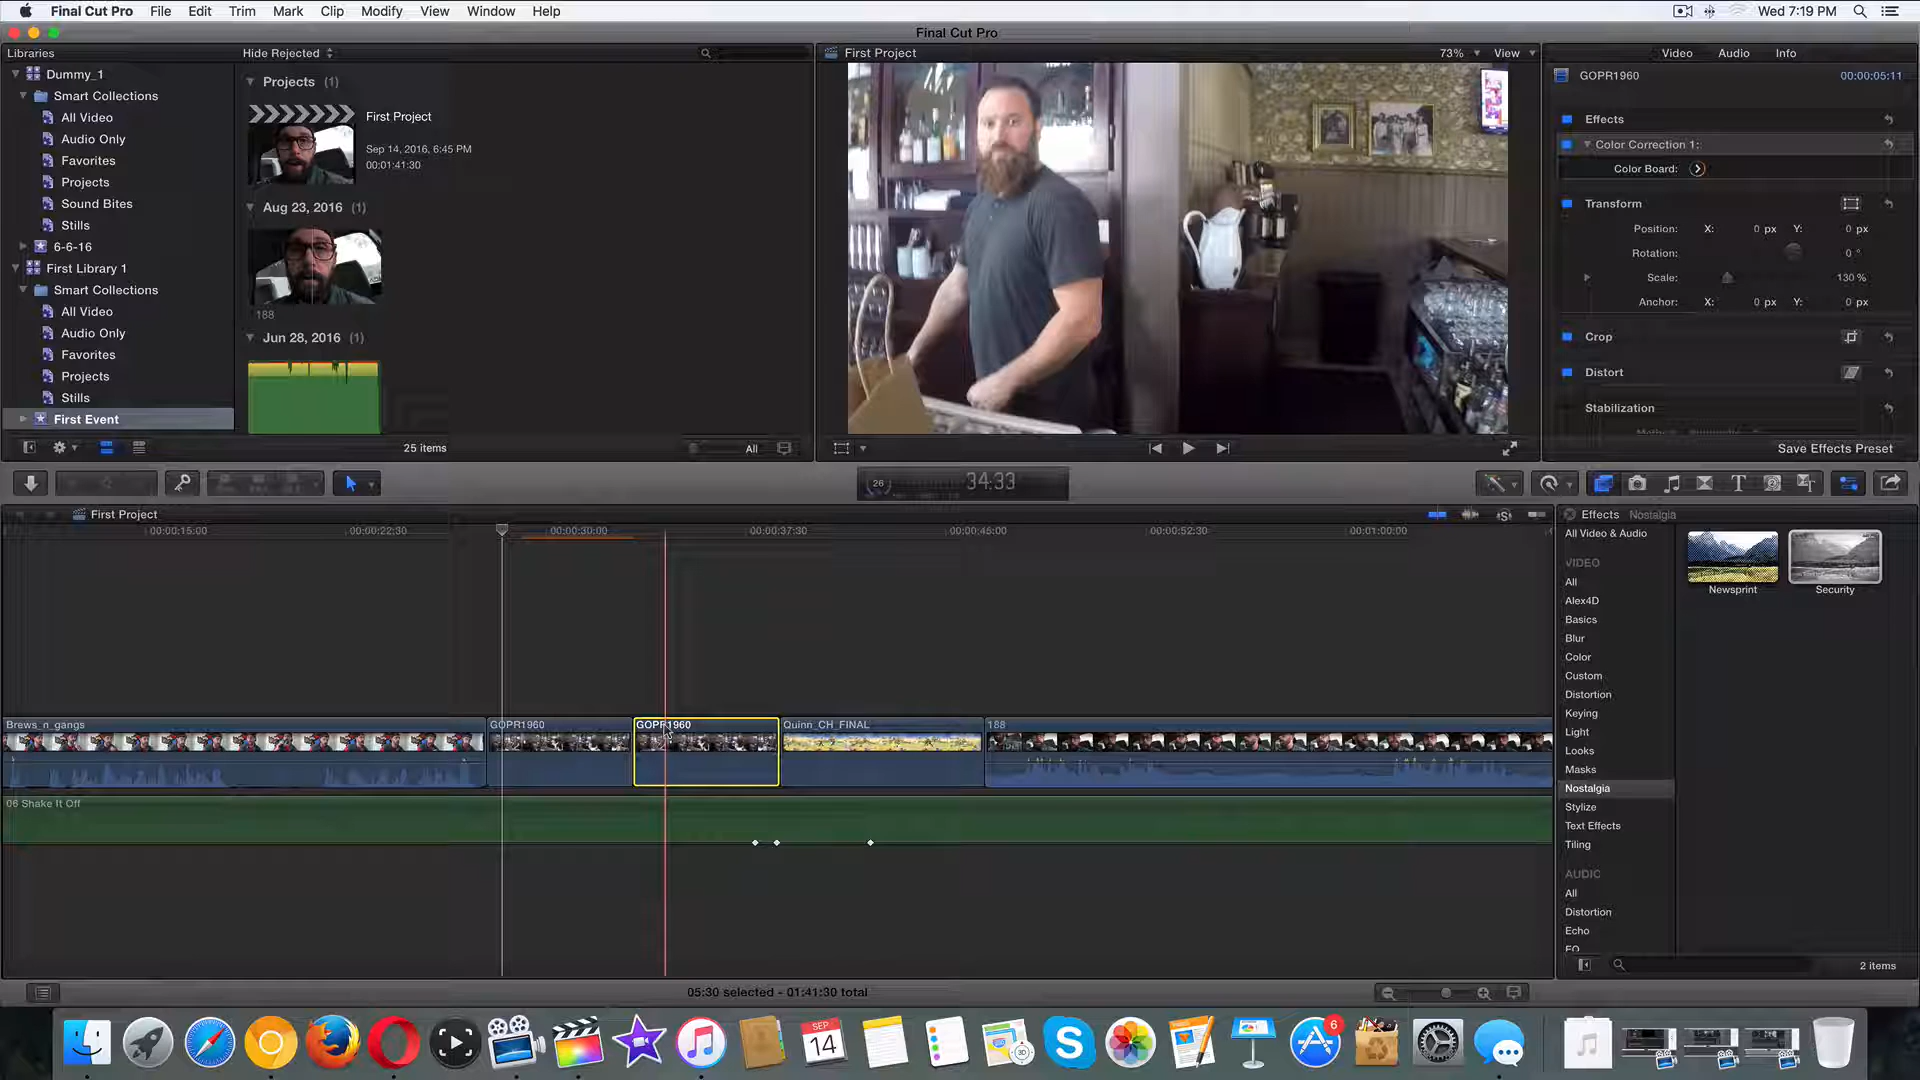 Final Cut Pro File Edit Trim Mark Clip Modify View Window Help Wed 7:19 PM
Final Cut Pro
Libraries Hide Rejected First Project 73% View Video Audio Info
Dummy_1
Smart Collections
All Video
Audio Only
Favorites
Projects
Sound Bites
Stills
6-6-16
First Library 1
Smart Collections
All Video
Audio Only
Favorites
Projects
Stills
First Event
Projects (1)
First Project
Sep 14, 2016, 6:45 PM
00:01:41:30
Aug 23, 2016 (1)
188
Jun 28, 2016 (1)
25 items All
GOPR1960 00:00:05:11
Effects
Color Correction 1:
Color Board:
Transform
Position: X: 0 px Y: 0 px
Rotation: 0 °
Scale: 130 %
Anchor: X: 0 px Y: 0 px
Crop
Distort
Stabilization
Save Effects Preset
26 34:33
First Project
00:00:15:00 00:00:22:30 00:00:30:00 00:00:37:30 00:00:45:00 00:00:52:30 00:01:00:00
Brews_n_gangs GOPR1960 GOPR1960 Quinn_CH_FINAL 188
06 Shake It Off
05:30 selected - 01:41:30 total
Effects Nostalgia
All Video & Audio
VIDEO
All
Alex4D
Basics
Blur
Color
Custom
Distortion
Keying
Light
Looks
Masks
Nostalgia
Stylize
Text Effects
Tiling
AUDIO
All
Distortion
Echo
EQ
Newsprint Security
2 items
SEP
14
3D
6